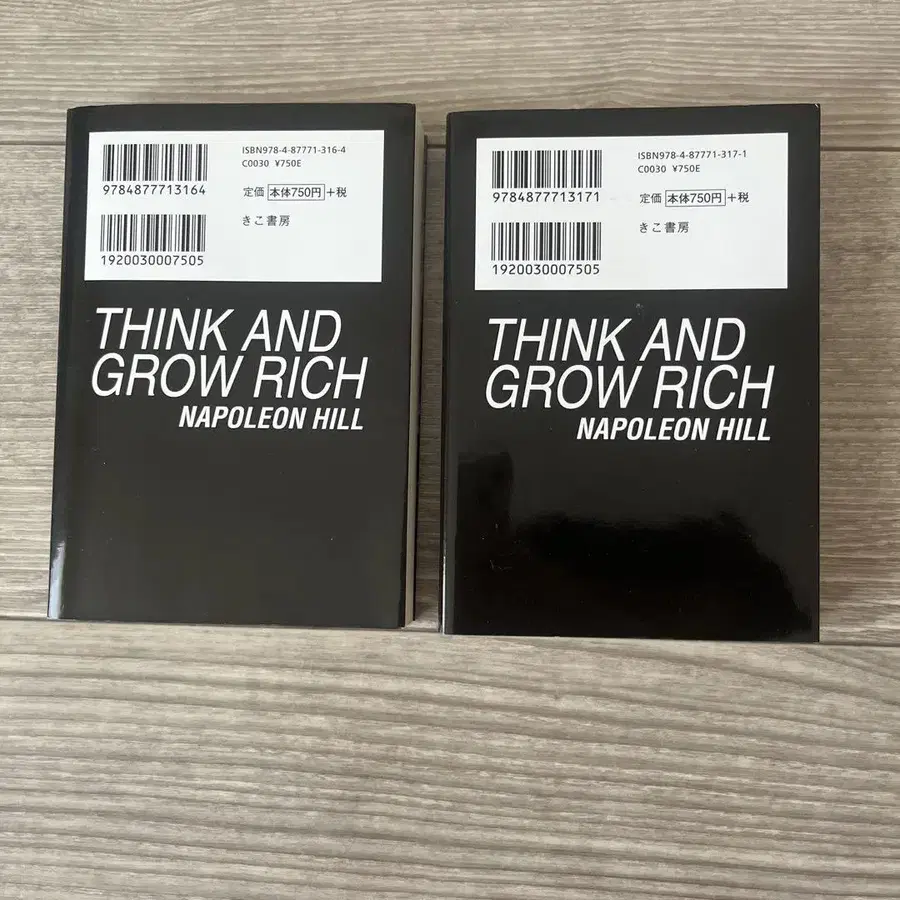 ISBN978-4-87771-316-4
C0030 ¥750E
9784877713164
定価 本体750円 +税
きこ書房
1920030007505
THINK AND
GROW RICH
NAPOLEON HILL
ISBN978-4-87771-317-1
C0030 ¥750E
9784877713171
定価 本体750円 +税
きこ書房
1920030007505
THINK AND
GROW RICH
NAPOLEON HILL